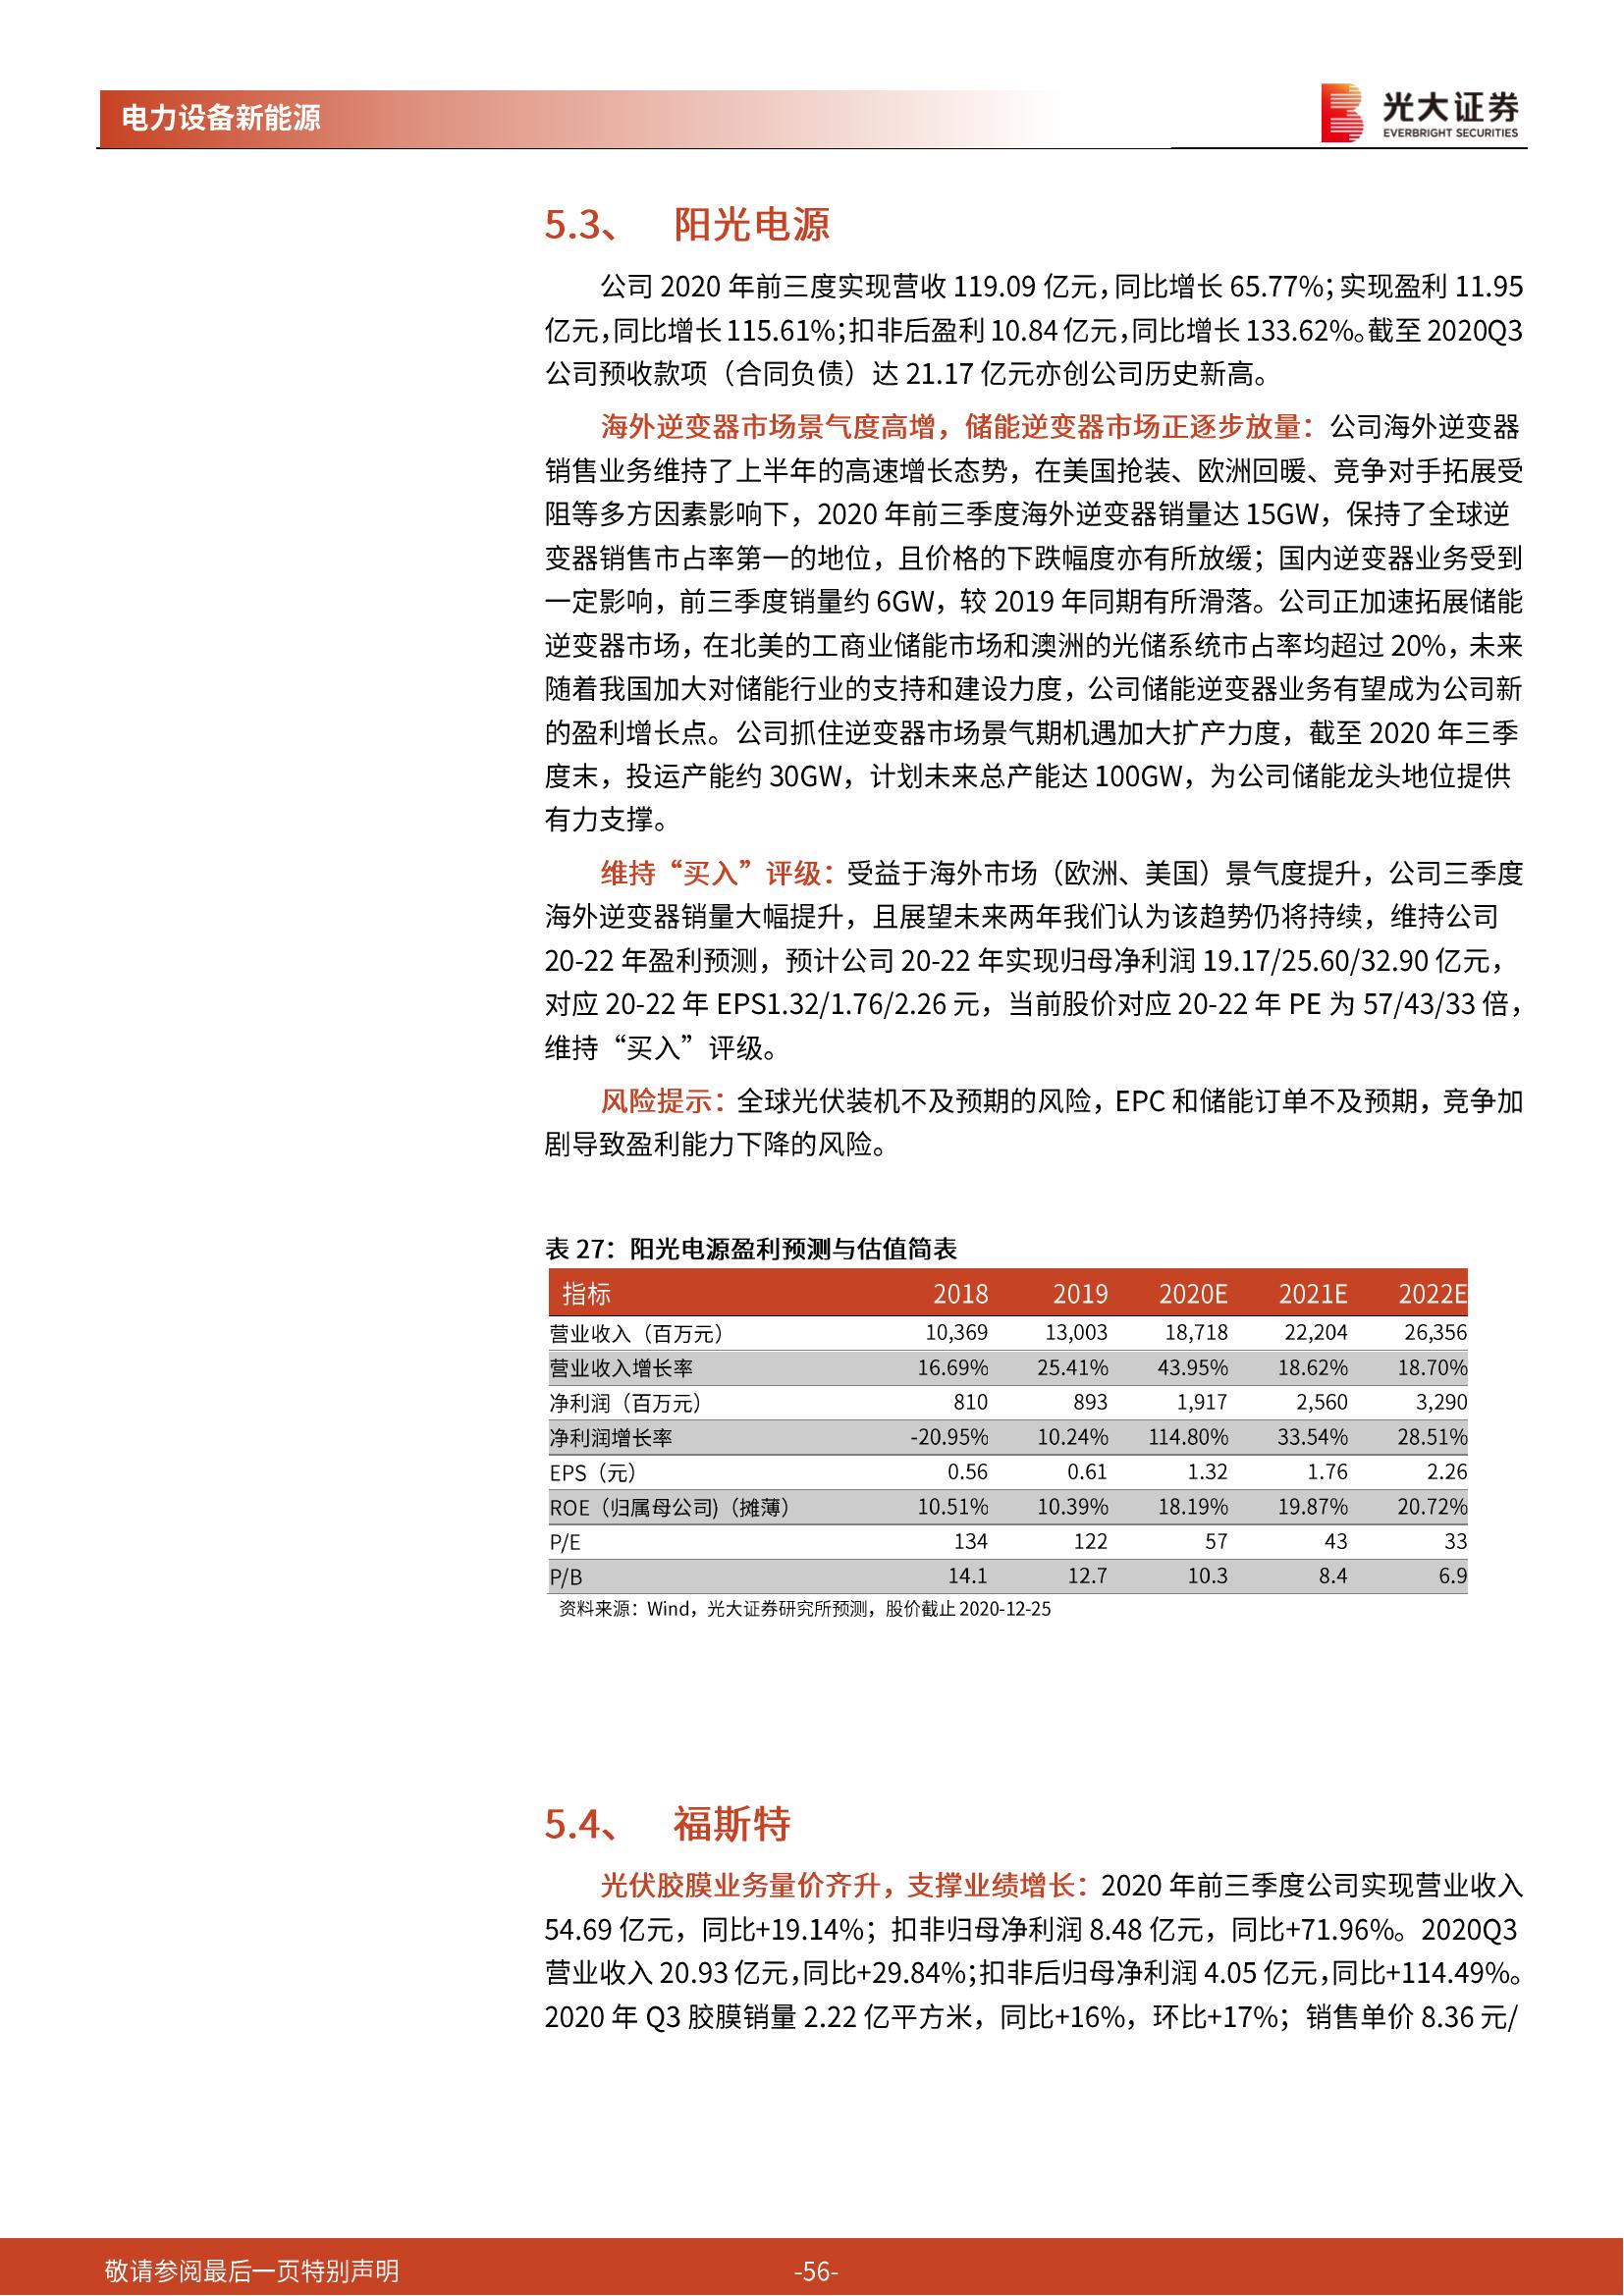 电力设备新能源
光大证券
EVERBRIGHT SECURITIES
5.3、 阳光电源
公司 2020 年前三度实现营收 119.09 亿元，同比增长 65.77%；实现盈利 11.95
亿元，同比增长 115.61%；扣非后盈利 10.84 亿元，同比增长 133.62%。截至 2020Q3
公司预收款项（合同负债）达 21.17 亿元亦创公司历史新高。
海外逆变器市场景气度高增，储能逆变器市场正逐步放量：公司海外逆变器
销售业务维持了上半年的高速增长态势，在美国抢装、欧洲回暖、竞争对手拓展受
阻等多方因素影响下，2020 年前三季度海外逆变器销量达 15GW，保持了全球逆
变器销售市占率第一的地位，且价格的下跌幅度亦有所放缓；国内逆变器业务受到
一定影响，前三季度销量约 6GW，较 2019 年同期有所滑落。公司正加速拓展储能
逆变器市场，在北美的工商业储能市场和澳洲的光储系统市占率均超过 20%，未来
随着我国加大对储能行业的支持和建设力度，公司储能逆变器业务有望成为公司新
的盈利增长点。公司抓住逆变器市场景气期机遇加大扩产力度，截至 2020 年三季
度末，投运产能约 30GW，计划未来总产能达 100GW，为公司储能龙头地位提供
有力支撑。
维持“买入”评级：受益于海外市场（欧洲、美国）景气度提升，公司三季度
海外逆变器销量大幅提升，且展望未来两年我们认为该趋势仍将持续，维持公司
20-22 年盈利预测，预计公司 20-22 年实现归母净利润 19.17/25.60/32.90 亿元，
对应 20-22 年 EPS1.32/1.76/2.26 元，当前股价对应 20-22 年 PE 为 57/43/33 倍，
维持“买入”评级。
风险提示：全球光伏装机不及预期的风险，EPC 和储能订单不及预期，竞争加
剧导致盈利能力下降的风险。
表 27：阳光电源盈利预测与估值简表
指标 2018 2019 2020E 2021E 2022E
营业收入（百万元） 10,369 13,003 18,718 22,204 26,356
营业收入增长率 16.69% 25.41% 43.95% 18.62% 18.70%
净利润（百万元） 810 893 1,917 2,560 3,290
净利润增长率 -20.95% 10.24% 114.80% 33.54% 28.51%
EPS（元） 0.56 0.61 1.32 1.76 2.26
ROE（归属母公司)（摊薄） 10.51% 10.39% 18.19% 19.87% 20.72%
P/E 134 122 57 43 33
P/B 14.1 12.7 10.3 8.4 6.9
资料来源：Wind，光大证券研究所预测，股价截止 2020-12-25
5.4、 福斯特
光伏胶膜业务量价齐升，支撑业绩增长：2020 年前三季度公司实现营业收入
54.69 亿元，同比+19.14%；扣非归母净利润 8.48 亿元，同比+71.96%。2020Q3
营业收入 20.93 亿元，同比+29.84%；扣非后归母净利润 4.05 亿元，同比+114.49%。
2020 年 Q3 胶膜销量 2.22 亿平方米，同比+16%，环比+17%；销售单价 8.36 元/
敬请参阅最后一页特别声明 -56-